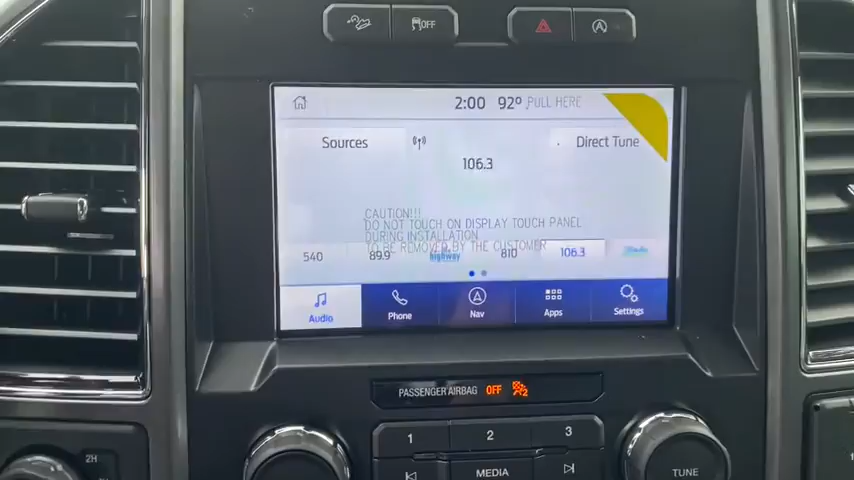 OFF
2:00 92° PULL HERE
Sources
Direct Tune
106.3
CAUTION!!!
DO NOT TOUCH ON DISPLAY TOUCH PANEL
DURING INSTALLATION
TO BE REMOVED BY THE CUSTOMER
540 89.9 highway 810 106.3
Audio Phone Nav Apps Settings
PASSENGER AIRBAG OFF 2
1 2 3
2H
MEDIA
TUNE